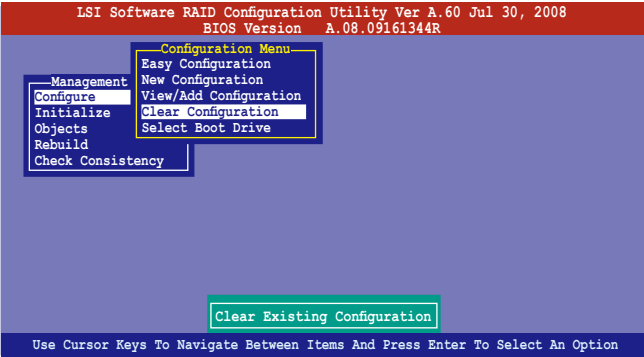 LSI Software RAID Configuration Utility Ver A.60 Jul 30, 2008
BIOS Version A.08.09161344R
Configuration Menu
Easy Configuration
New Configuration
View/Add Configuration
Clear Configuration
Select Boot Drive
Management
Configure
Initialize
Objects
Rebuild
Check Consistency
Clear Existing Configuration
Use Cursor Keys To Navigate Between Items And Press Enter To Select An Option